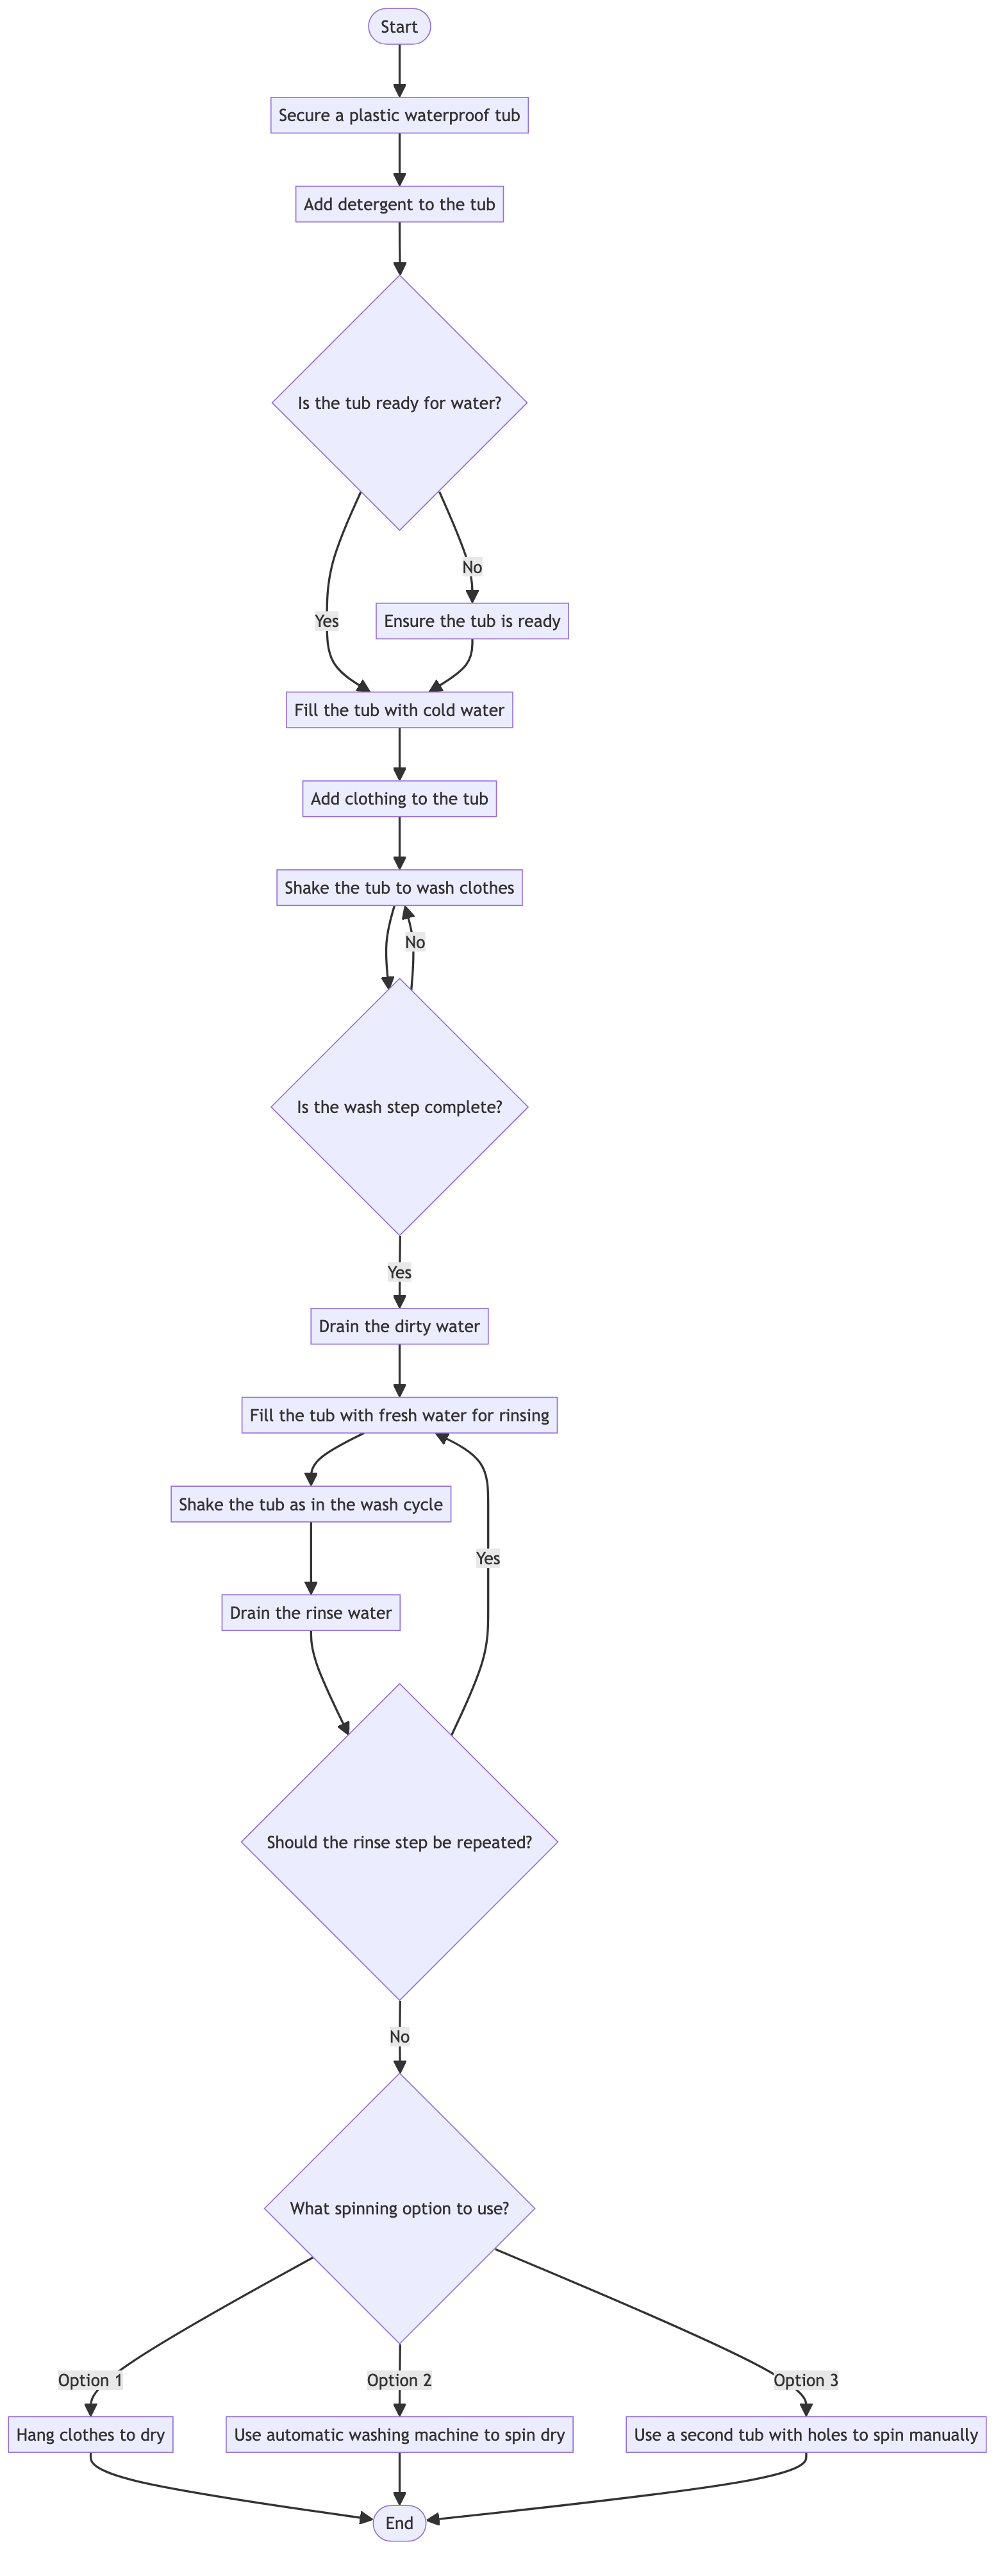 Start
Secure a plastic waterproof tub
Add detergent to the tub
Is the tub ready for water?
No
Yes
Ensure the tub is ready
Fill the tub with cold water
Add clothing to the tub
Shake the tub to wash clothes
No
Is the wash step complete?
Yes
Drain the dirty water
Fill the tub with fresh water for rinsing
Shake the tub as in the wash cycle
Yes
Drain the rinse water
Should the rinse step be repeated?
No
What spinning option to use?
Option 1
Option 2
Option 3
Hang clothes to dry
Use automatic washing machine to spin dry
Use a second tub with holes to spin manually
End